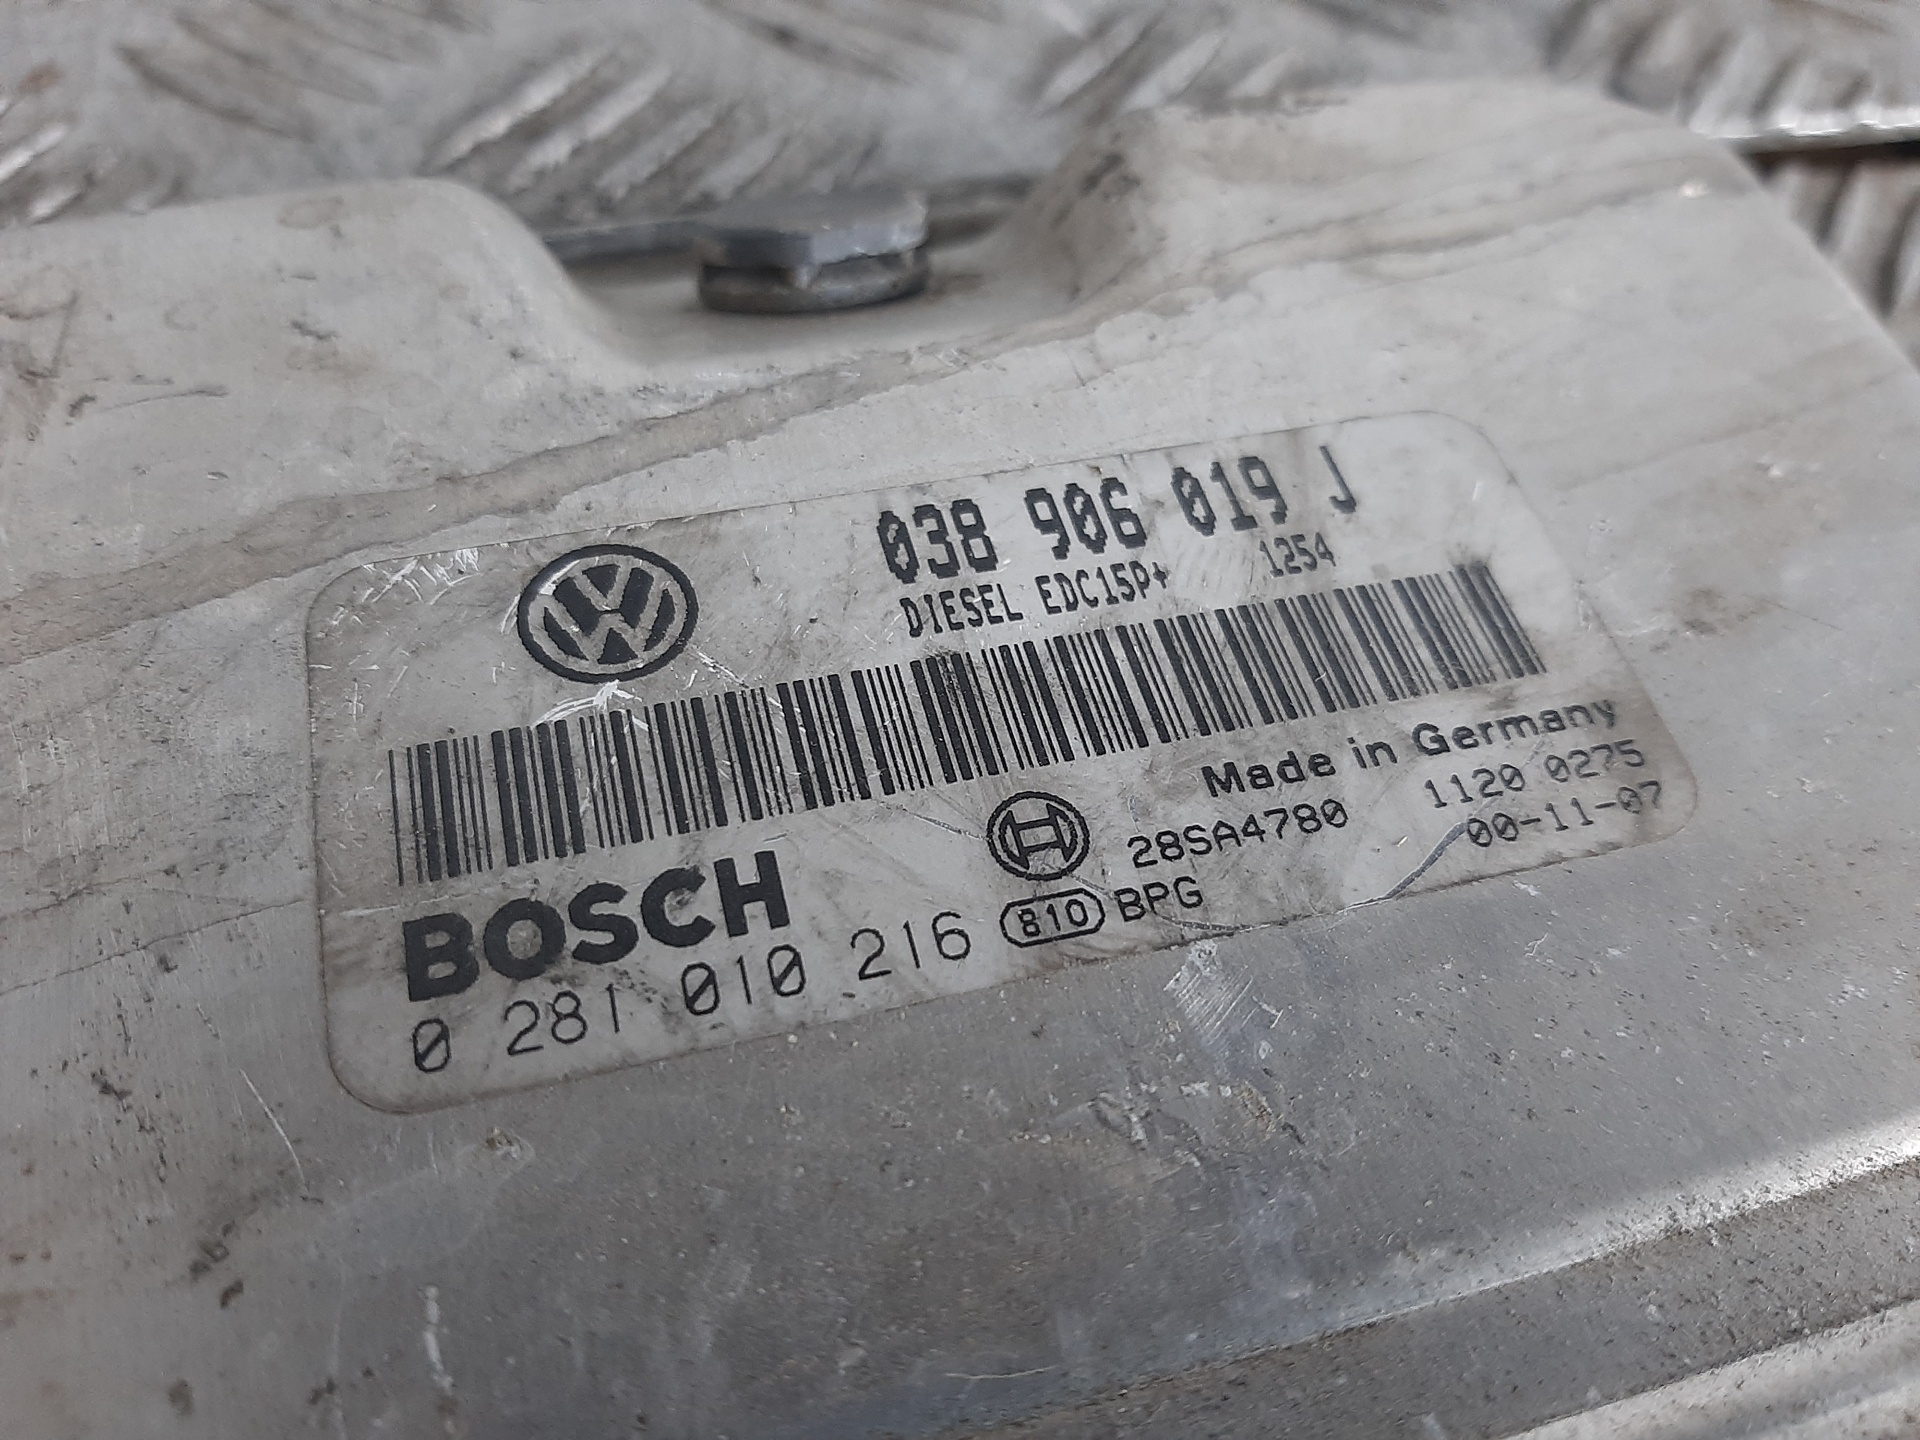 038 906 019 J
DIESEL EDC15P+ 1254
Made in Germany
BOSCH 28SA4780 1120 0275
0 281 010 216 810 BPG 00-11-07